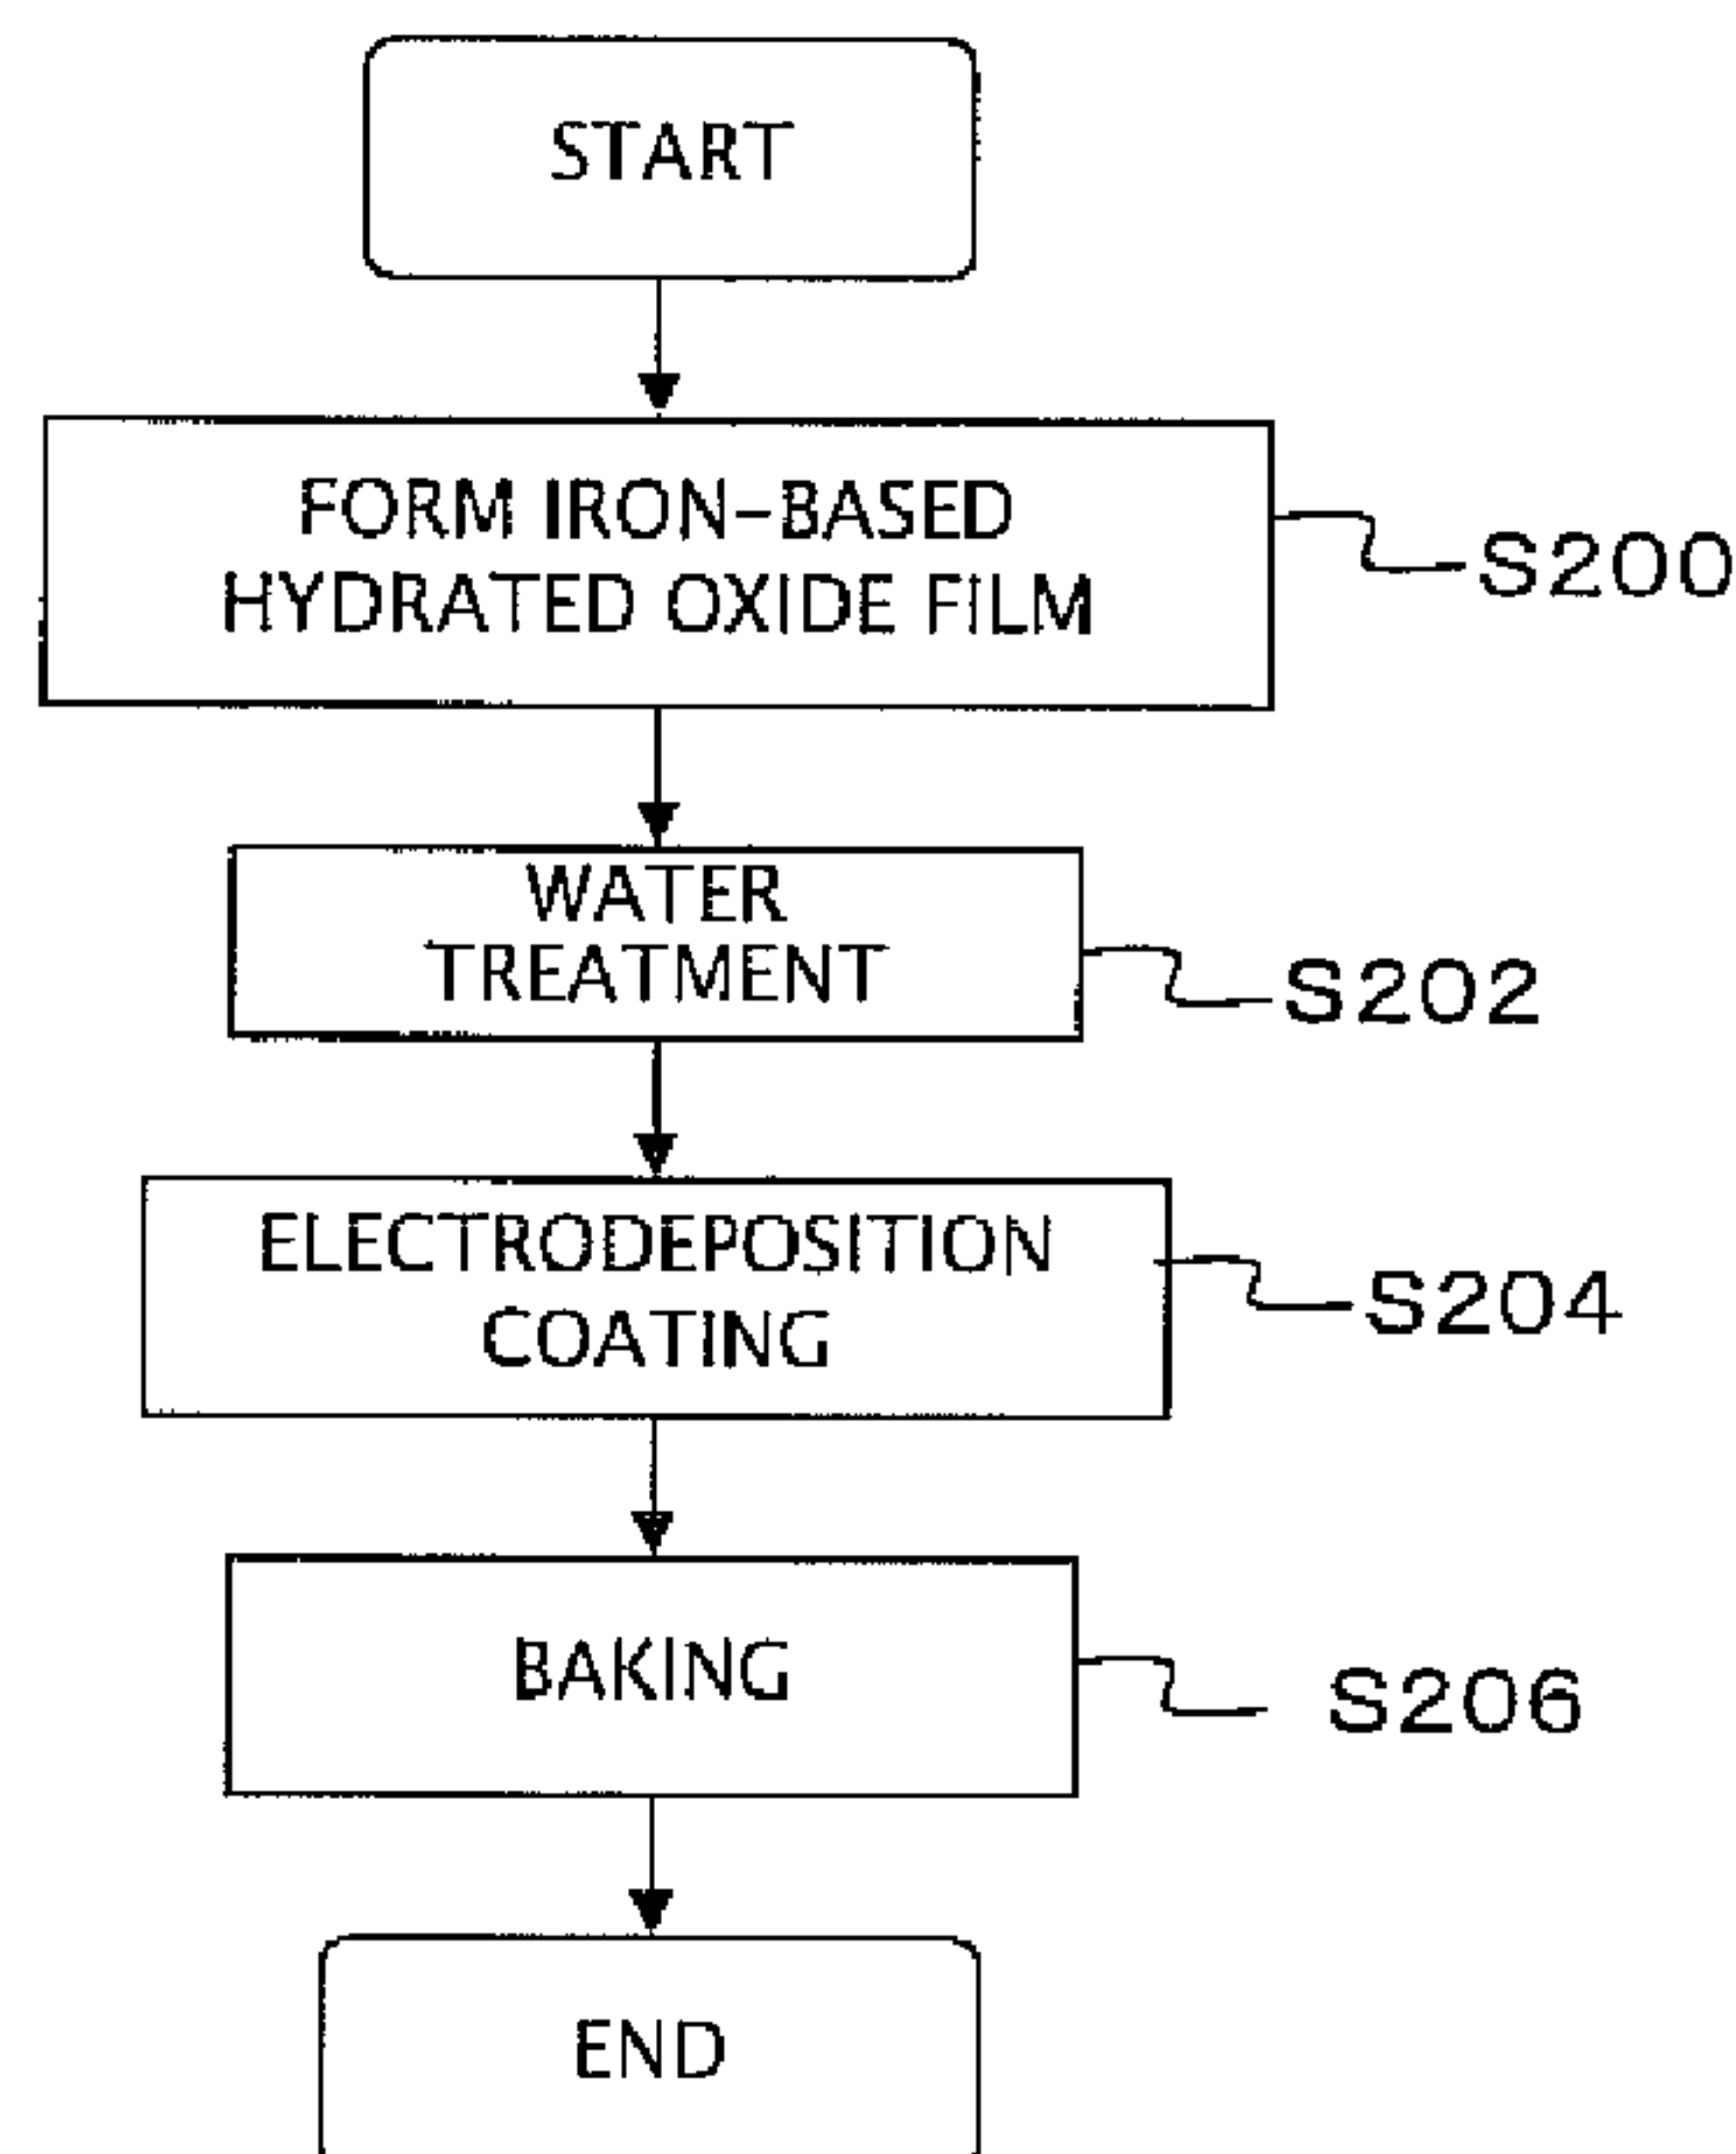 START
FORM IRON-BASED
HYDRATED OXIDE FILM
S200
WATER
TREATMENT
S202
ELECTRODEPOSITION
COATING
S204
BAKING
S206
END